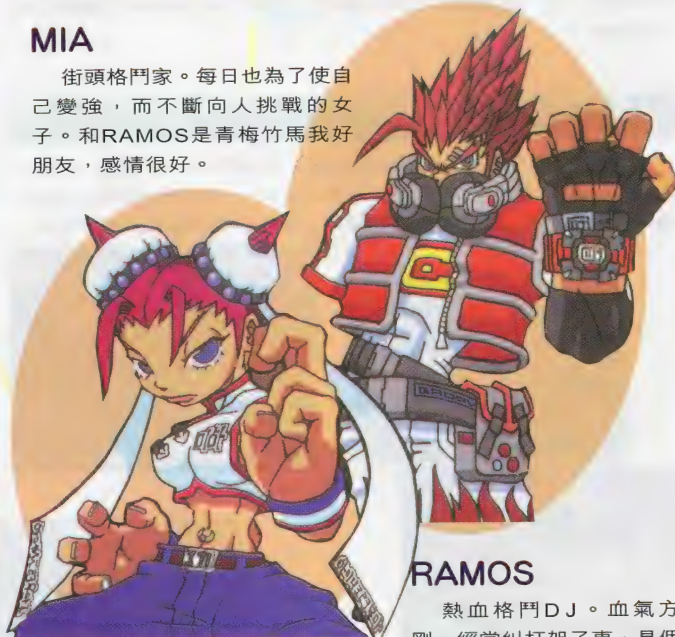 MIA
街頭格鬥家。每日也為了使自
己變強，而不斷向人挑戰的女
子。和RAMOS是青梅竹馬我好
朋友，感情很好。
RAMOS
熱血格鬥DJ。血氣方